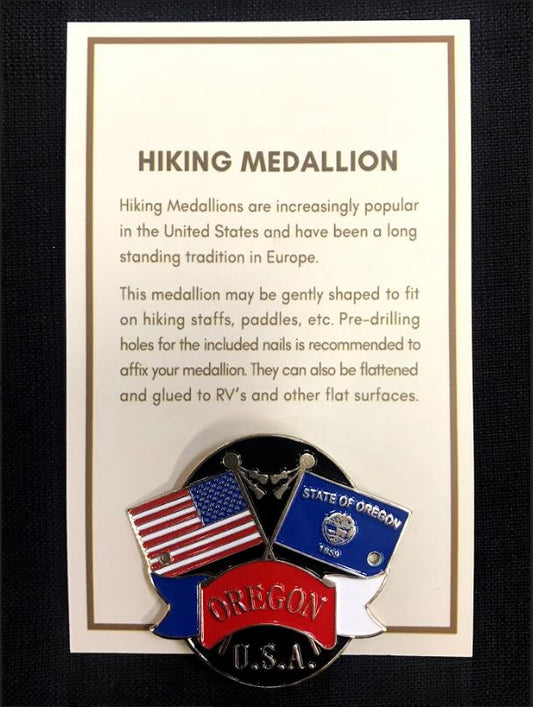 HIKING MEDALLION
Hiking Medallions are increasingly popular
in the United States and have been a long
standing tradition in Europe.
This medallion may be gently shaped to fit
on hiking staffs, paddles, etc. Pre-drilling
holes for the included nails is recommended to
affix your medallion. They can also be flattened
and glued to RV's and other flat surfaces.
STATE OF OREGON
1859
OREGON
U.S.A.